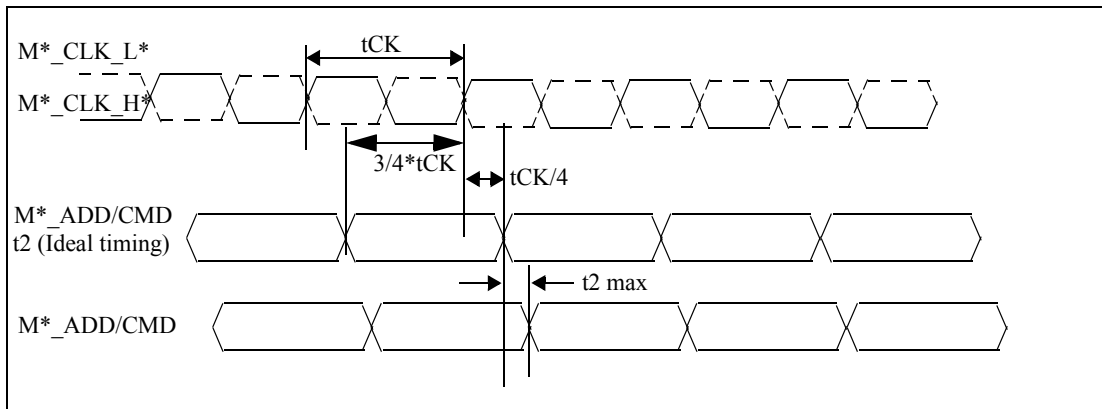 M*_CLK_L*
tCK
M*_CLK_H*
3/4*tCK
tCK/4
M*_ADD/CMD
t2 (Ideal timing)
t2 max
M*_ADD/CMD